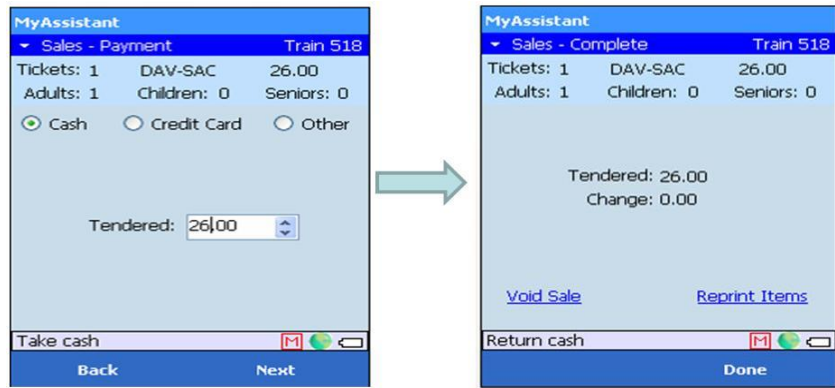 MyAssistant
Sales - Payment Train 518
Tickets: 1 DAV-SAC 26.00
Adults: 1 Children: 0 Seniors: 0
Cash Credit Card Other
Tendered: 26.00
Take cash M
Back Next
MyAssistant
Sales - Complete Train 518
Tickets: 1 DAV-SAC 26.00
Adults: 1 Children: 0 Seniors: 0
Tendered: 26.00
Change: 0.00
Void Sale Reprint Items
Return cash M
Done